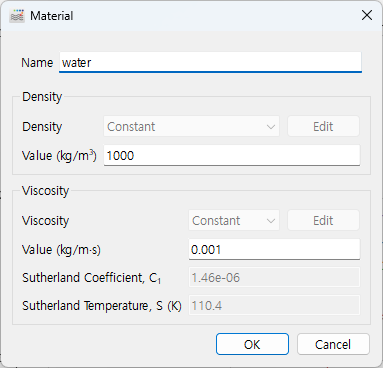 Material
Name water
Density
Density Constant Edit
Value (kg/m³) 1000
Viscosity
Viscosity Constant Edit
Value (kg/m·s) 0.001
Sutherland Coefficient, C₁ 1.46e-06
Sutherland Temperature, S (K) 110.4
OK Cancel